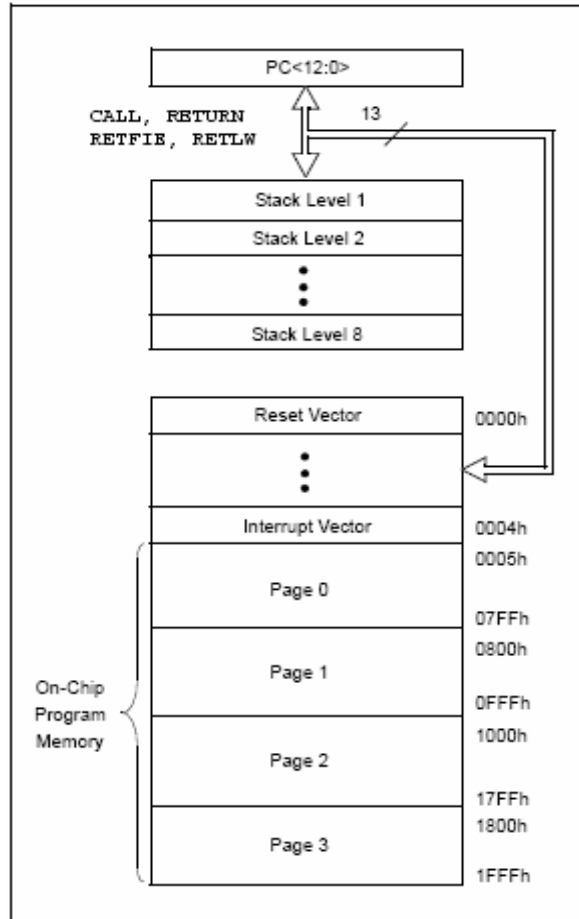 PC<12:0>
CALL, RETURN
RETFIE, RETLW
13
Stack Level 1
Stack Level 2
Stack Level 8
Reset Vector
0000h
Interrupt Vector
0004h
0005h
Page 0
07FFh
0800h
Page 1
0FFFh
On-Chip
Program
Memory
1000h
Page 2
17FFh
1800h
Page 3
1FFFh